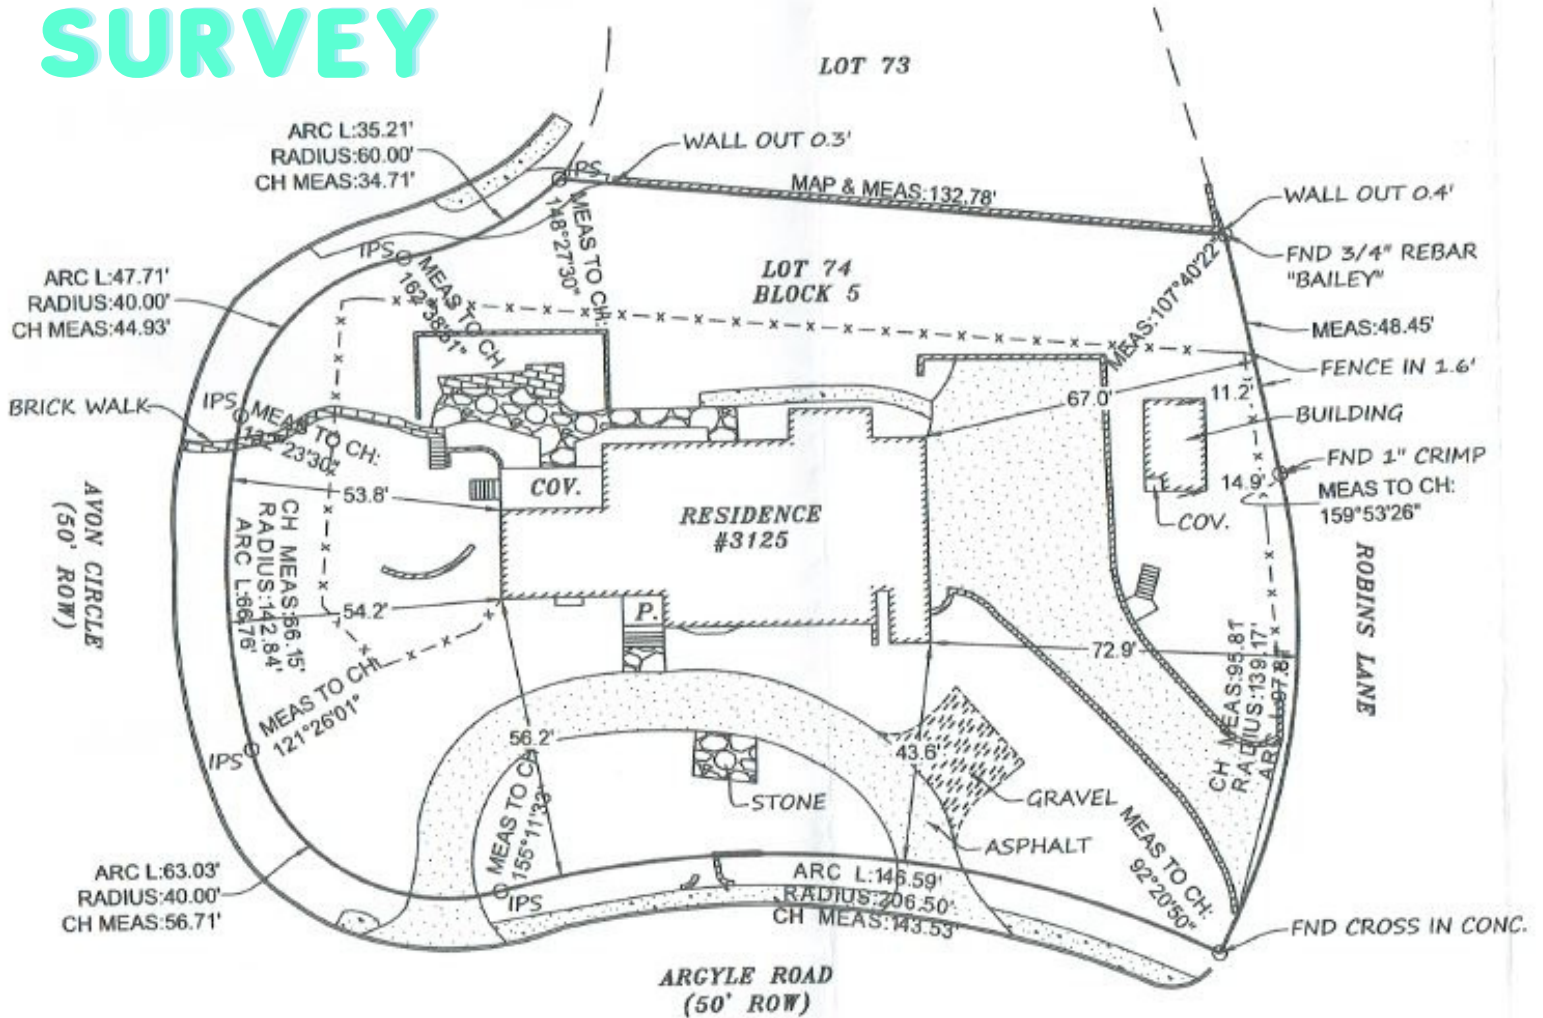 SURVEY
LOT 73
ARC L:35.21'
RADIUS:60.00'
CH MEAS:34.71'
WALL OUT 0.3'
IPS
MAP & MEAS:132.78'
WALL OUT 0.4'
MEAS TO CH:
148°27'30"
IPS
MEAS TO CH
162°38'51"
LOT 74
BLOCK 5
MEAS:107°40'22"
FND 3/4" REBAR
"BAILEY"
ARC L:47.71'
RADIUS:40.00'
CH MEAS:44.93'
MEAS:48.45'
FENCE IN 1.6'
BRICK WALK
IPS
MEAS TO CH:
67.0'
11.2'
BUILDING
FND 1" CRIMP
14.9'
MEAS TO CH:
159°53'26"
COV.
53.8'
COV.
RESIDENCE
#3125
AVON CIRCLE
(50' ROW)
CH MEAS:66.15'
RADIUS:142.84'
ARC L:66.76'
54.2'
P.
72.9'
ROBINS LANE
CH MEAS:95.81'
RADIUS:139.17'
MEAS TO CH:
121°26'01"
IPS
56.2'
43.6'
STONE
GRAVEL
ASPHALT
MEAS TO CH:
92°20'50"
MEAS TO CH
IPS
ARC L:63.03'
RADIUS:40.00'
CH MEAS:56.71'
ARC L:146.59'
RADIUS:206.50'
CH MEAS:143.53'
FND CROSS IN CONC.
ARGYLE ROAD
(50' ROW)